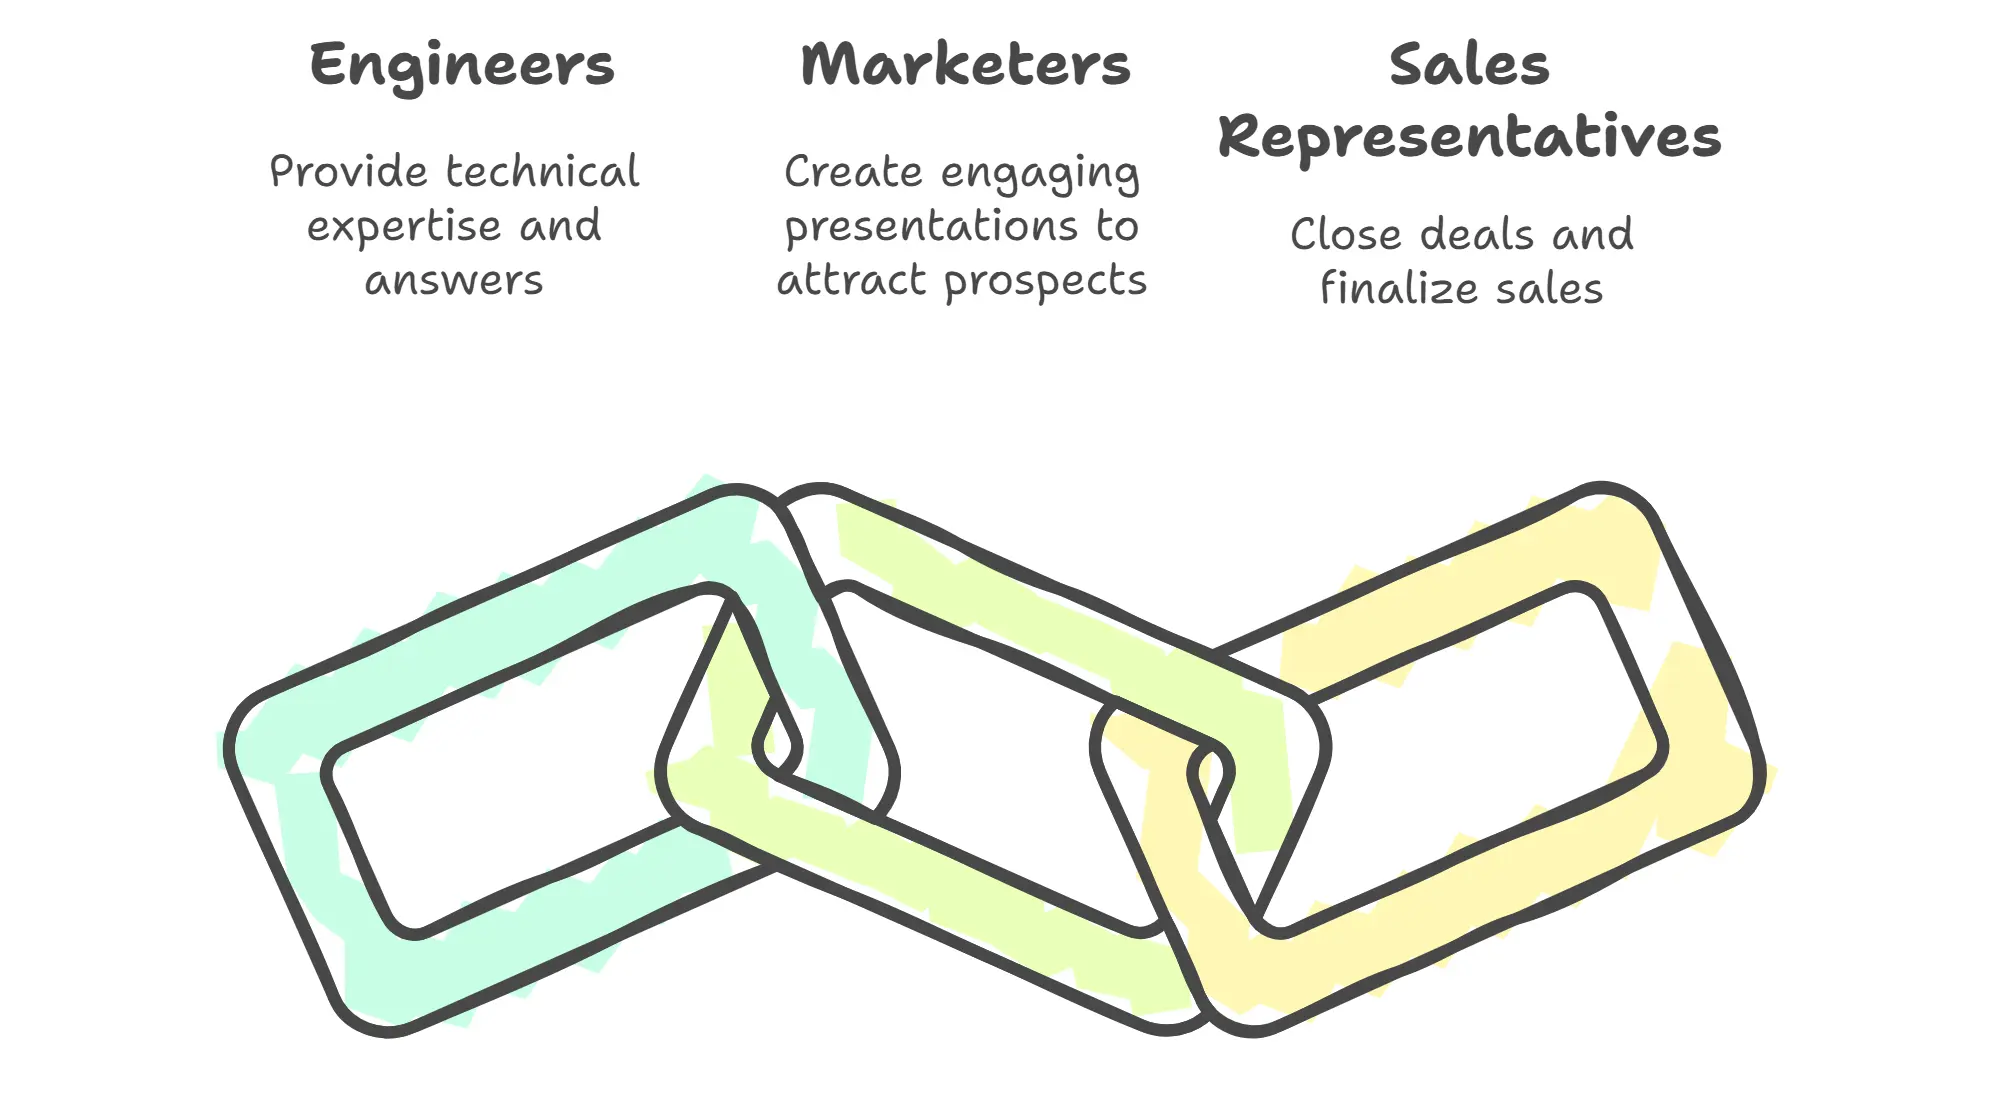 Engineers
Provide technical
expertise and
answers
Marketers
Create engaging
presentations to
attract prospects
Sales
Representatives
Close deals and
finalize sales